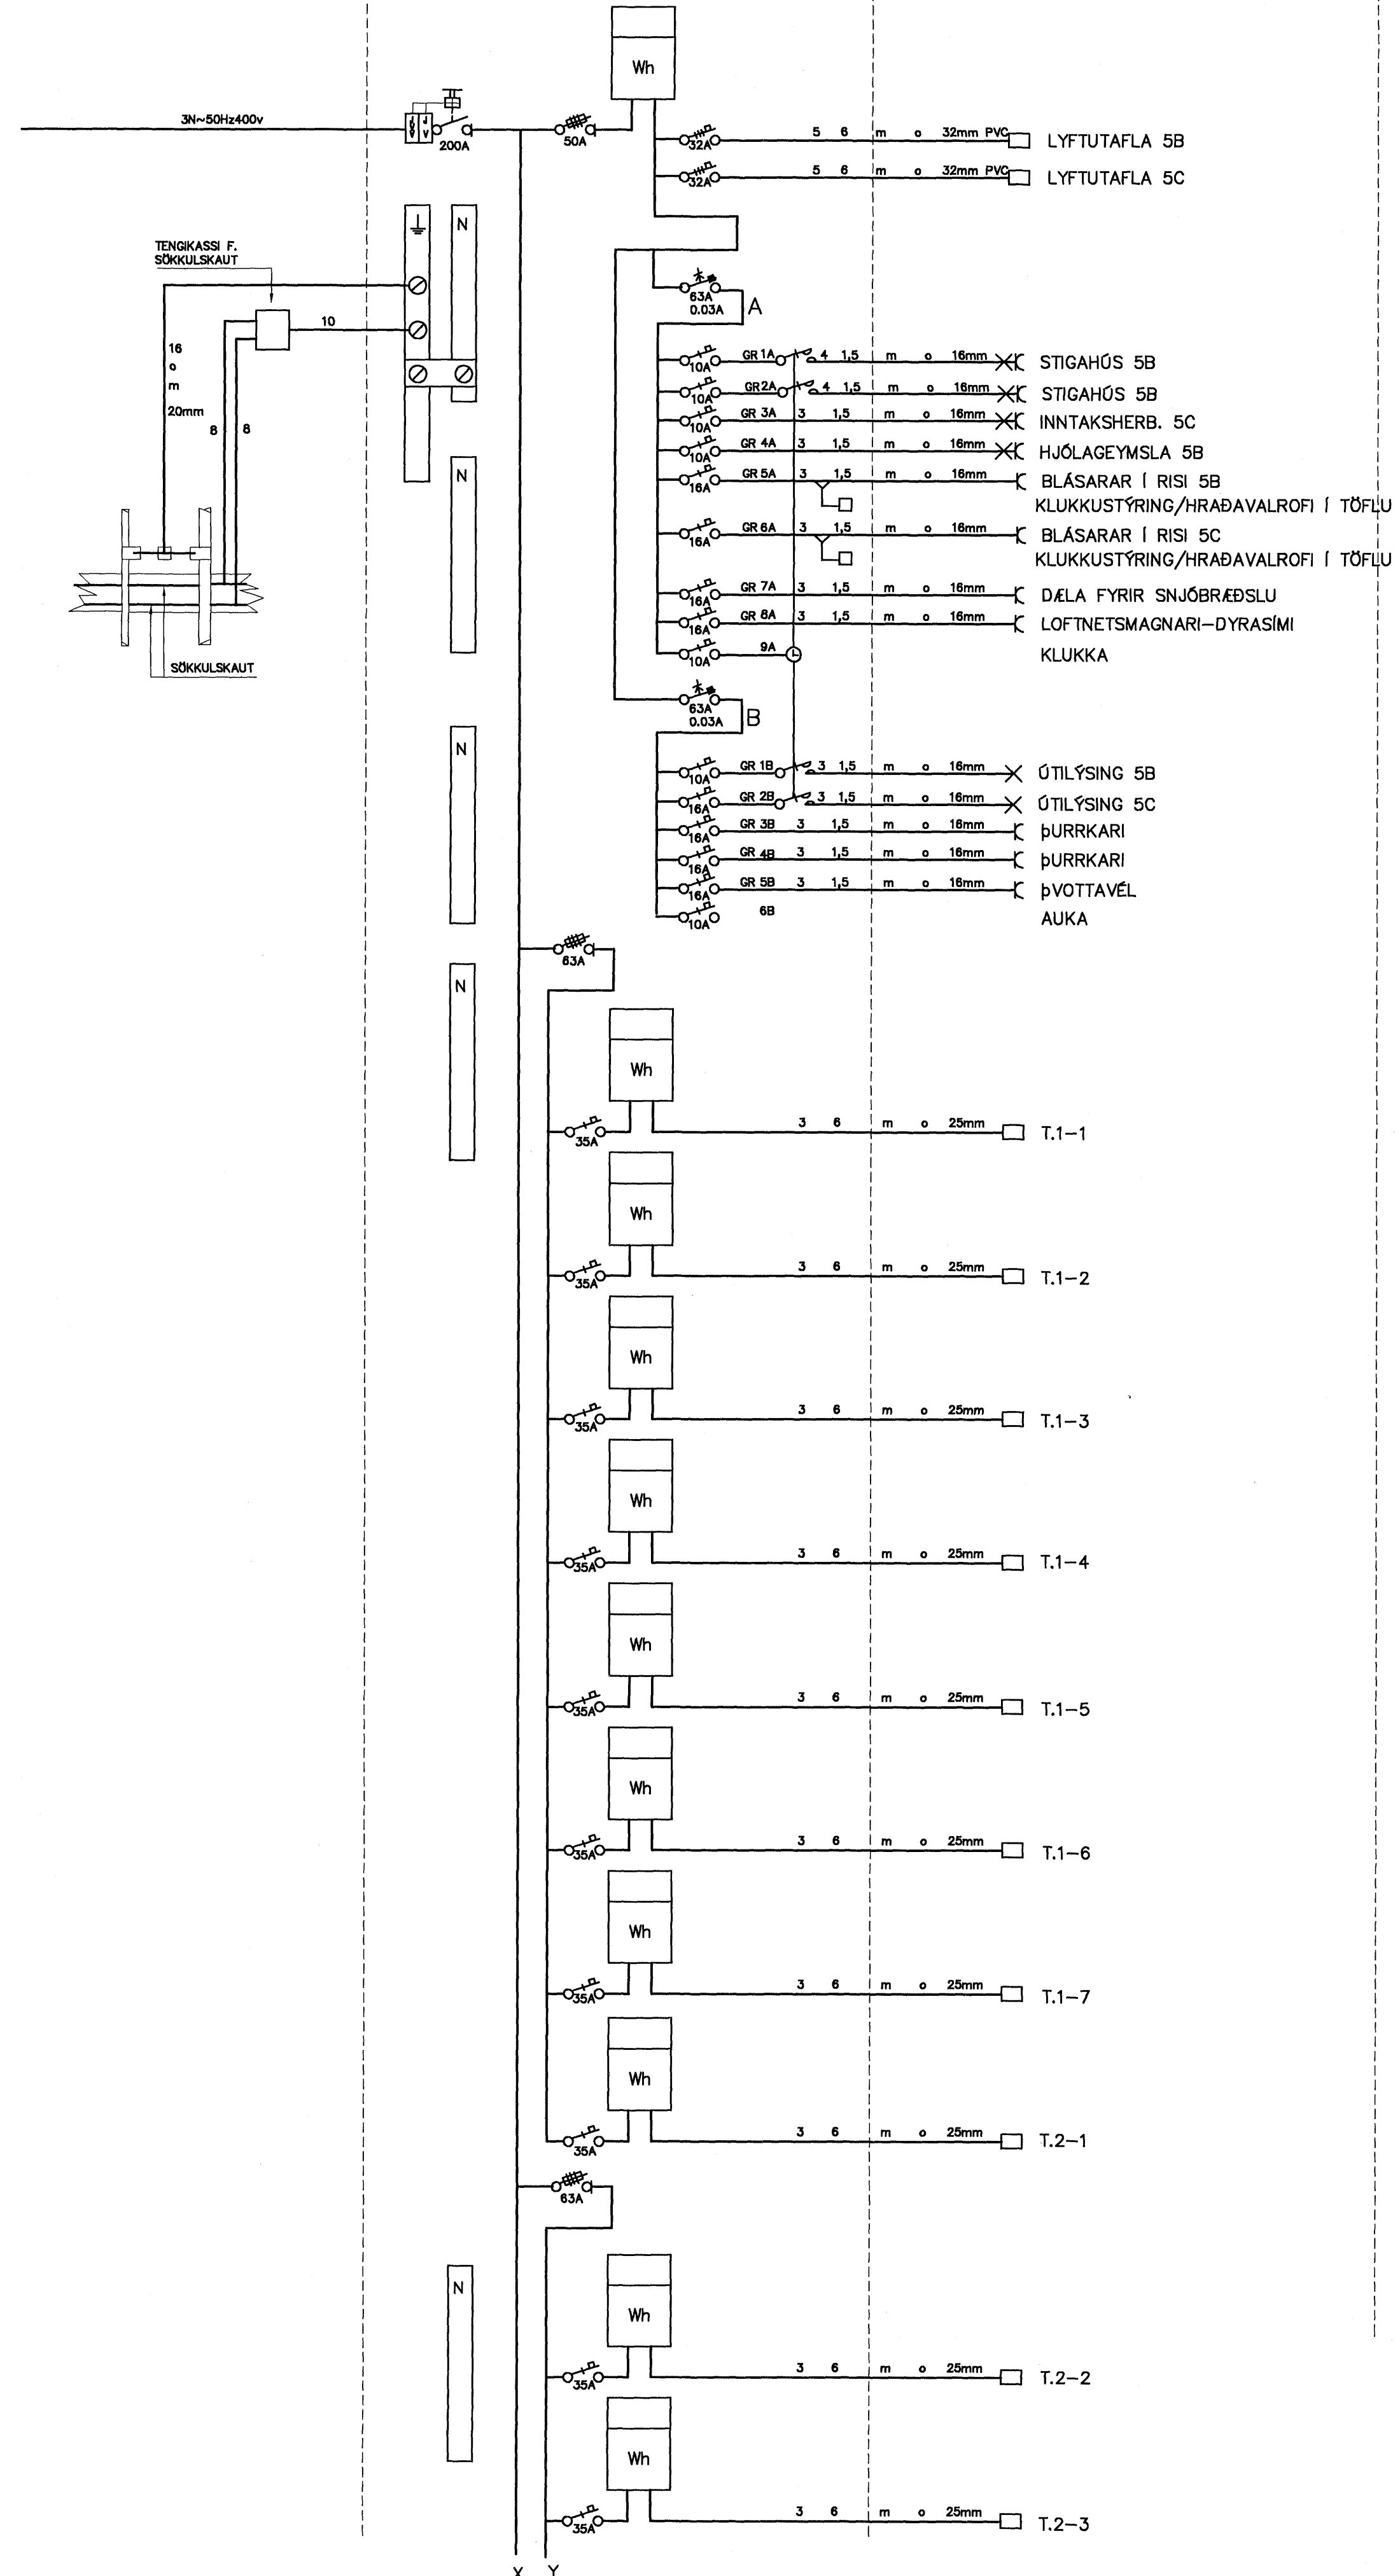 Wh
3N~50Hz400v
200A
50A
32A 5 6 m o 32mm PVC LYFTUTAFLA 5B
32A 5 6 m o 32mm PVC LYFTUTAFLA 5C
N
TENGIKASSI F.
SÖKKULSKAUT
10
16
o
m
20mm
8 8
SÖKKULSKAUT
63A
0.03A
A
10A GR 1A 4 1,5 m o 16mm STIGAHÚS 5B
10A GR 2A 4 1,5 m o 16mm STIGAHÚS 5B
10A GR 3A 3 1,5 m o 16mm INNTAKSHERB. 5C
10A GR 4A 3 1,5 m o 16mm HJÓLAGEYMSLA 5B
16A GR 5A 3 1,5 m o 16mm BLÁSARAR Í RISI 5B
KLUKKUSTÝRING/HRAÐAVALROFI Í TÖFLU
16A GR 6A 3 1,5 m o 16mm BLÁSARAR Í RISI 5C
KLUKKUSTÝRING/HRAÐAVALROFI Í TÖFLU
16A GR 7A 3 1,5 m o 16mm DÆLA FYRIR SNJÓBRÆÐSLU
16A GR 8A 3 1,5 m o 16mm LOFTNETSMAGNARI-DYRASÍMI
10A 9A KLUKKA
N
63A
0.03A
B
N
10A GR 1B 3 1,5 m o 16mm ÚTILÝSING 5B
16A GR 2B 3 1,5 m o 16mm ÚTILÝSING 5C
16A GR 3B 3 1,5 m o 16mm ÞURRKARI
16A GR 4B 3 1,5 m o 16mm ÞURRKARI
16A GR 5B 3 1,5 m o 16mm ÞVOTTAVÉL
10A 6B AUKA
63A
N
Wh
35A 3 6 m o 25mm T.1-1
Wh
35A 3 6 m o 25mm T.1-2
Wh
35A 3 6 m o 25mm T.1-3
Wh
35A 3 6 m o 25mm T.1-4
Wh
35A 3 6 m o 25mm T.1-5
Wh
35A 3 6 m o 25mm T.1-6
Wh
35A 3 6 m o 25mm T.1-7
Wh
35A 3 6 m o 25mm T.2-1
63A
N
Wh
35A 3 6 m o 25mm T.2-2
Wh
35A 3 6 m o 25mm T.2-3
X Y